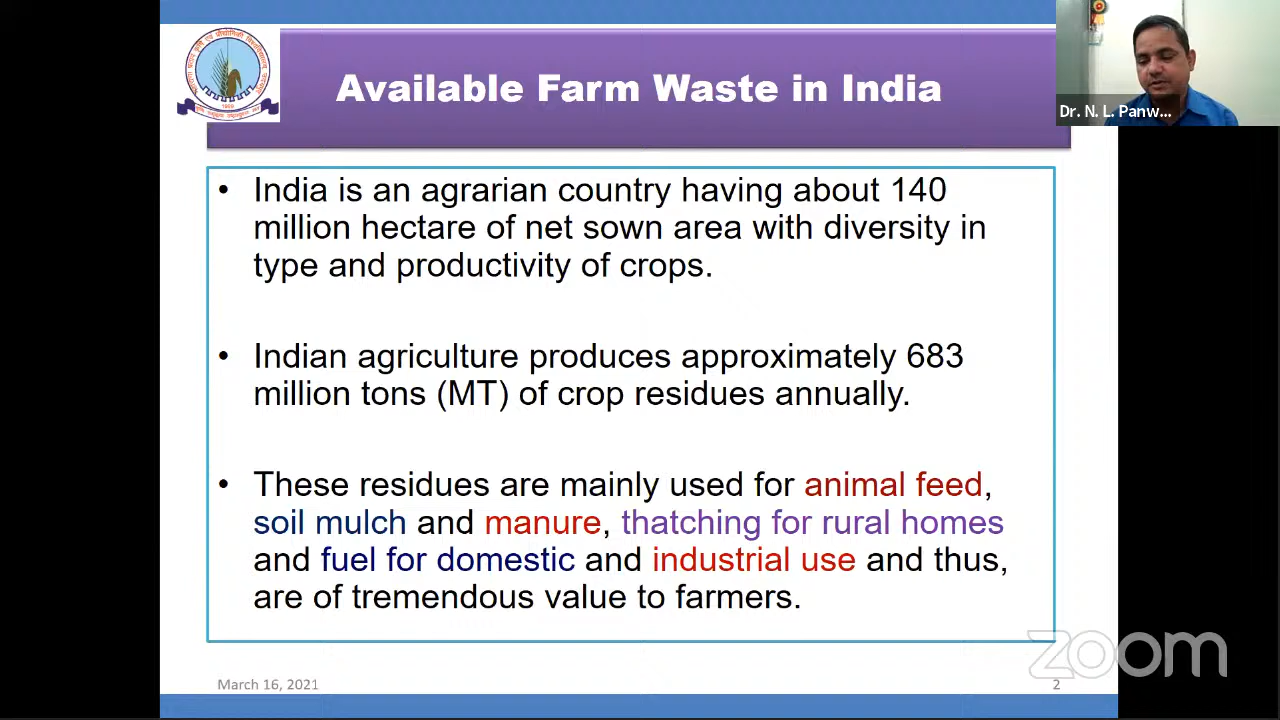 Available Farm Waste in India
Dr. N. L. Panw...
1959
• India is an agrarian country having about 140
million hectare of net sown area with diversity in
type and productivity of crops.
• Indian agriculture produces approximately 683
million tons (MT) of crop residues annually.
• These residues are mainly used for animal feed,
soil mulch and manure, thatching for rural homes
and fuel for domestic and industrial use and thus,
are of tremendous value to farmers.
zoom
March 16, 2021
2